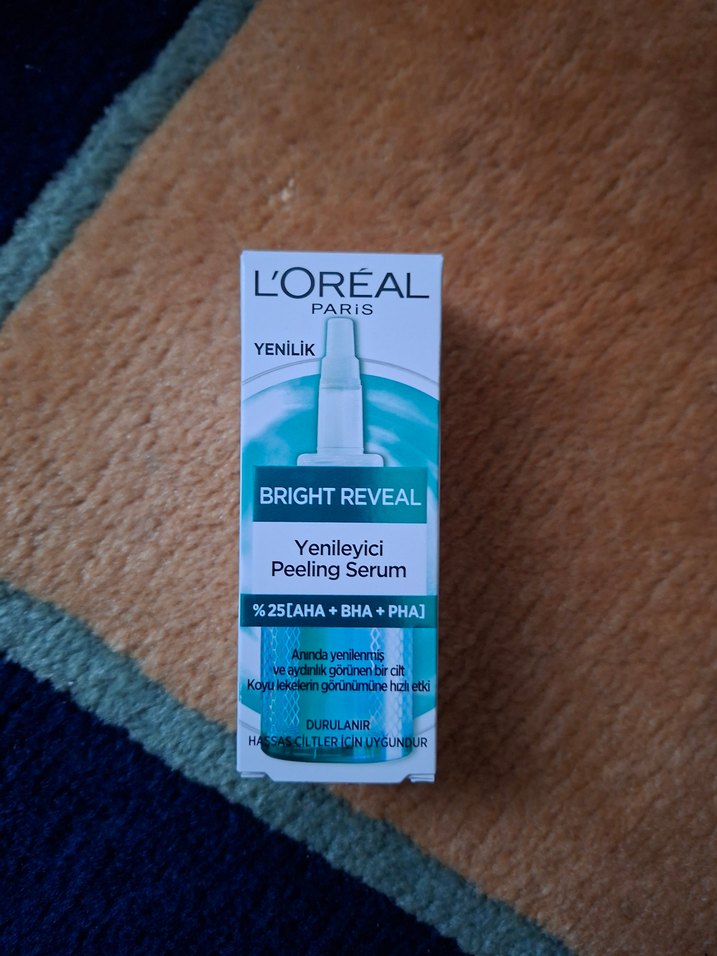 L'ORÉAL
PARiS
YENİLİK
BRIGHT REVEAL
Yenileyici
Peeling Serum
%25[AHA + BHA + PHA]
Anında yenilenmiş
ve aydınlık görünen bir cilt
Koyu lekelerin görünümüne hızlı etki
DURULANIR
HASSAS CİLTLER İÇİN UYGUNDUR